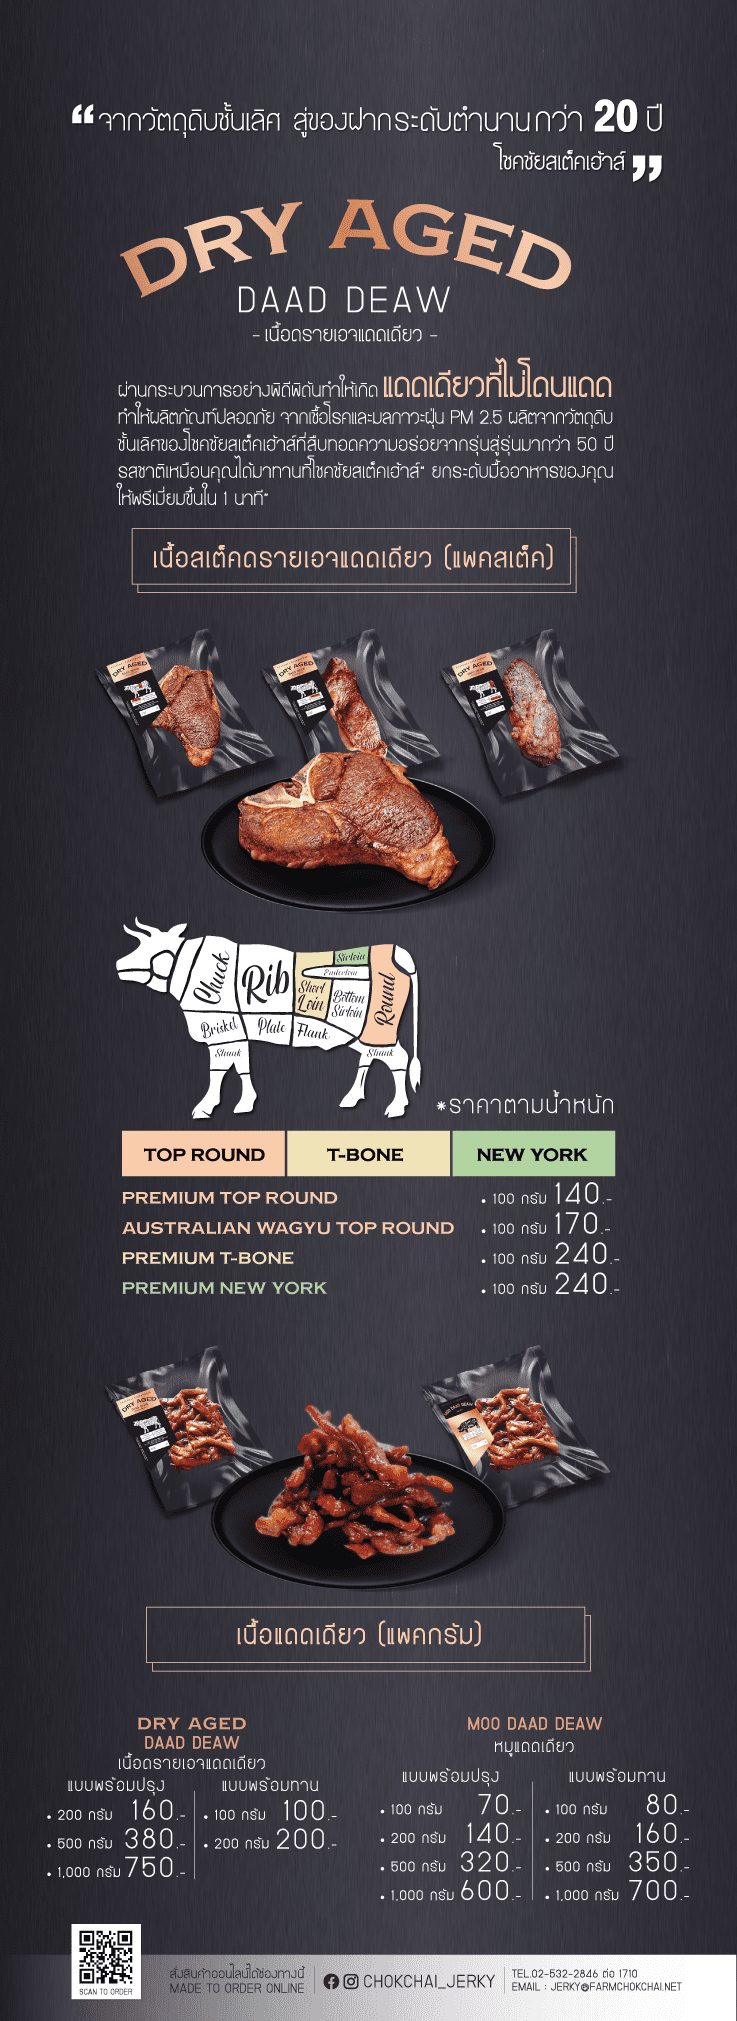 “ จากวัตถุดิบชั้นเลิศ สู่ของฝากระดับตำนานกว่า 20 ปี
โชคชัยสเต็คเฮ้าส์ ”
DRY AGED
DAAD DEAW
- เนื้อดรายเอจแดดเดียว -
ผ่านกระบวนการอย่างพิถีพิถันทำให้เกิด แดดเดียวที่ไม่โดนแดด
ทำให้ผลิตภัณฑ์ปลอดภัย จากเชื้อโรคและมลภาวะฝุ่น PM 2.5 ผลิตจากวัตถุดิบ
ชั้นเลิศของโชคชัยสเต็คเฮ้าส์ที่สืบทอดความอร่อยจากรุ่นสู่รุ่นมากว่า 50 ปี
รสชาติเหมือนคุณได้มาทานที่โชคชัยสเต็คเฮ้าส์" ยกระดับมื้ออาหารของคุณ
ให้พรีเมี่ยมขึ้นใน 1 นาที"
เนื้อสเต็คดรายเอจแดดเดียว (แพคสเต็ค)
DRY AGED
DRY AGED
DRY AGED
Chuck
Rib
Short Loin
Sirloin
Tenderloin
Bottom Sirloin
Round
Brisket
Plate
Flank
Shank
Shank
*ราคาตามน้ำหนัก
TOP ROUND
T-BONE
NEW YORK
PREMIUM TOP ROUND • 100 กรัม 140.-
AUSTRALIAN WAGYU TOP ROUND • 100 กรัม 170.-
PREMIUM T-BONE • 100 กรัม 240.-
PREMIUM NEW YORK • 100 กรัม 240.-
DRY AGED
MOO DAAD DEAW
เนื้อแดดเดียว (แพคกรัม)
DRY AGED
DAAD DEAW
เนื้อดรายเอจแดดเดียว
แบบพร้อมปรุง
• 200 กรัม 160.-
• 500 กรัม 380.-
• 1,000 กรัม 750.-
แบบพร้อมทาน
• 100 กรัม 100.-
• 200 กรัม 200.-
MOO DAAD DEAW
หมูแดดเดียว
แบบพร้อมปรุง
• 100 กรัม 70.-
• 200 กรัม 140.-
• 500 กรัม 320.-
• 1,000 กรัม 600.-
แบบพร้อมทาน
• 100 กรัม 80.-
• 200 กรัม 160.-
• 500 กรัม 350.-
• 1,000 กรัม 700.-
SCAN TO ORDER
สั่งสินค้าออนไลน์ได้ช่องทางนี้
MADE TO ORDER ONLINE
CHOKCHAI_JERKY
TEL.02-532-2846 ต่อ 1710
EMAIL : JERKY@FARMCHOKCHAI.NET